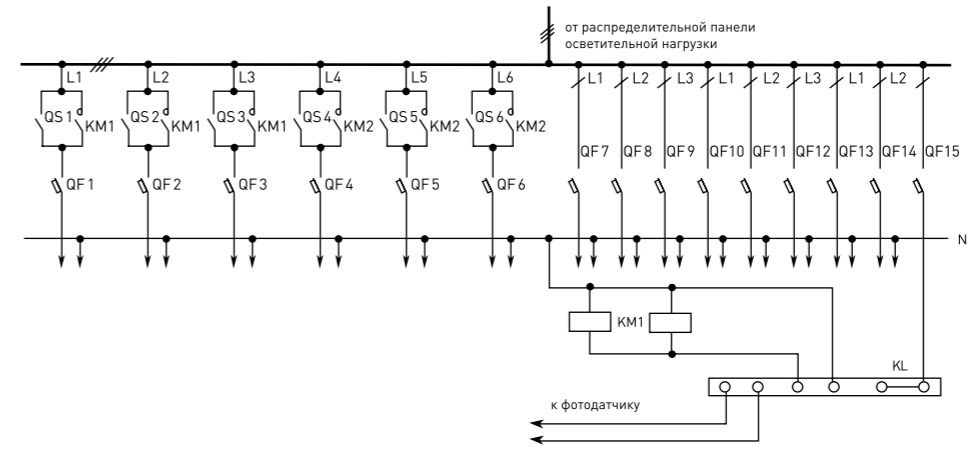 от распределительной панели
осветительной нагрузки
L1 L2 L3 L4 L5 L6 L1 L2 L3 L1 L2 L3 L1 L2
QS1 KM1 QS2 KM1 QS3 KM1 QS4 KM2 QS5 KM2 QS6 KM2
QF7 QF8 QF9 QF10 QF11 QF12 QF13 QF14 QF15
QF1 QF2 QF3 QF4 QF5 QF6
N
KM1
KL
к фотодатчику